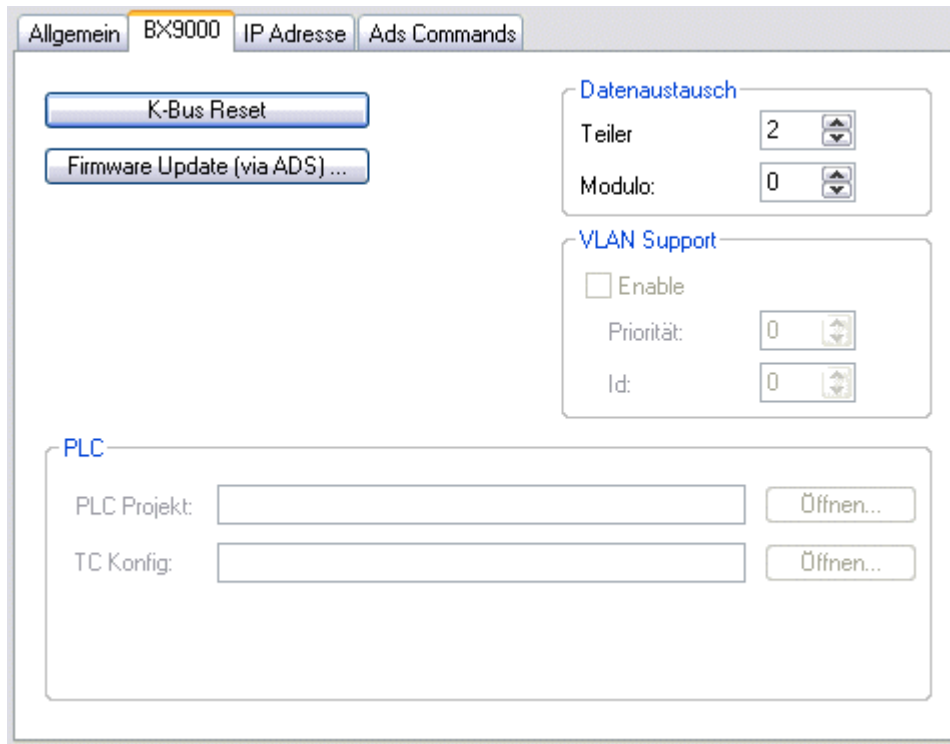 Allgemein BX9000 IP Adresse Ads Commands
K-Bus Reset
Firmware Update (via ADS) ...
Datenaustausch
Teiler 2
Modulo: 0
VLAN Support
Enable
Priorität: 0
Id: 0
PLC
PLC Projekt: Öffnen...
TC Konfig: Öffnen...